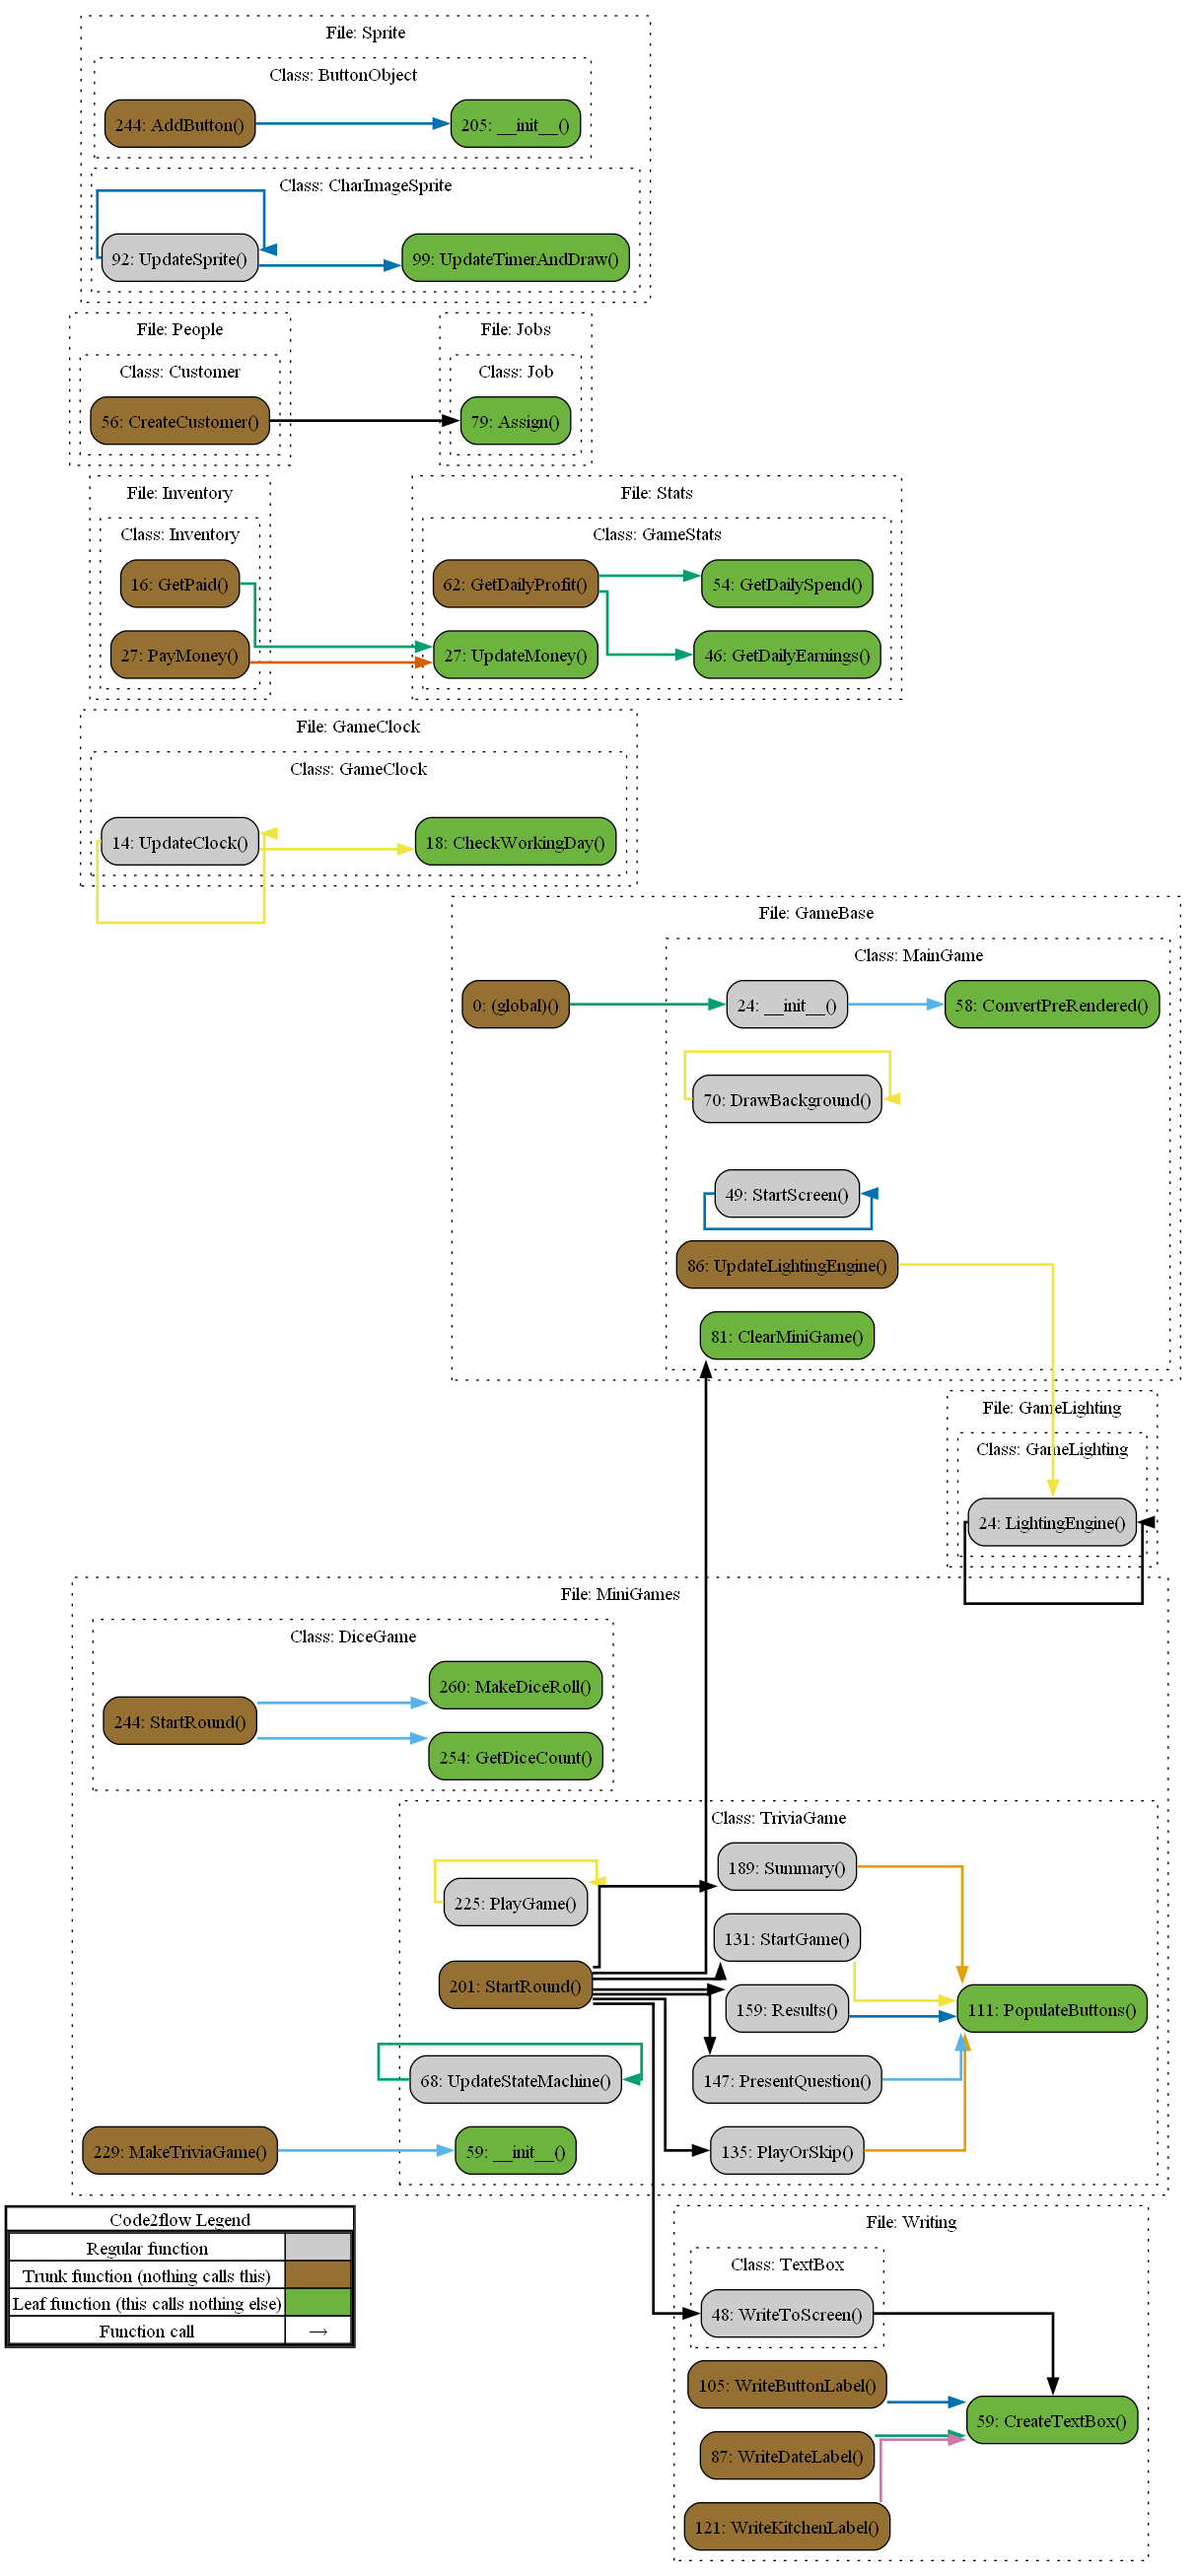 File: Sprite
Class: ButtonObject
244: AddButton()
205: __init__()
Class: CharImageSprite
92: UpdateSprite()
99: UpdateTimerAndDraw()
File: People
File: Jobs
Class: Customer
Class: Job
56: CreateCustomer()
79: Assign()
File: Inventory
File: Stats
Class: Inventory
Class: GameStats
16: GetPaid()
62: GetDailyProfit()
54: GetDailySpend()
27: PayMoney()
27: UpdateMoney()
46: GetDailyEarnings()
File: GameClock
Class: GameClock
14: UpdateClock()
18: CheckWorkingDay()
File: GameBase
Class: MainGame
0: (global)()
24: __init__()
58: ConvertPreRendered()
70: DrawBackground()
49: StartScreen()
86: UpdateLightingEngine()
81: ClearMiniGame()
File: GameLighting
Class: GameLighting
24: LightingEngine()
File: MiniGames
Class: DiceGame
260: MakeDiceRoll()
244: StartRound()
254: GetDiceCount()
Class: TriviaGame
189: Summary()
225: PlayGame()
131: StartGame()
201: StartRound()
159: Results()
111: PopulateButtons()
68: UpdateStateMachine()
147: PresentQuestion()
229: MakeTriviaGame()
59: __init__()
135: PlayOrSkip()
Code2flow Legend
Regular function
Trunk function (nothing calls this)
Leaf function (this calls nothing else)
Function call →
File: Writing
Class: TextBox
48: WriteToScreen()
105: WriteButtonLabel()
59: CreateTextBox()
87: WriteDateLabel()
121: WriteKitchenLabel()